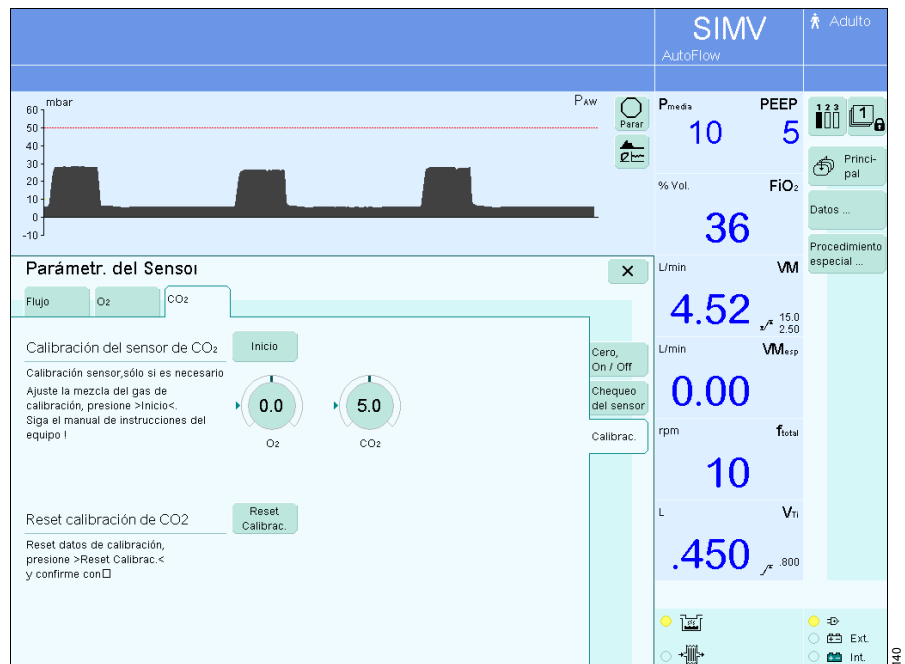 SIMV
AutoFlow
Adulto
mbar
PAW
60
50
40
30
20
10
0
-10
Parar
Pmedia
PEEP
10
5
% Vol.
FiO2
36
L/min
VM
4.52
15.0
2.50
L/min
VMesp
0.00
rpm
ftotal
10
L
VTi
.450
.800
1 2 3
1
Princi-
pal
Datos ...
Procedimiento
especial ...
Parámetr. del Sensor
Flujo
O2
CO2
Calibración del sensor de CO2
Inicio
Calibración sensor,sólo si es necesario
Ajuste la mezcla del gas de
calibración, presione >Inicio<.
Siga el manual de instrucciones del
equipo !
0.0
5.0
O2
CO2
Cero,
On / Off
Chequeo
del sensor
Calibrac.
Reset calibración de CO2
Reset
Calibrac.
Reset datos de calibración,
presione >Reset Calibrac.<
y confirme con□
Ext.
Int.